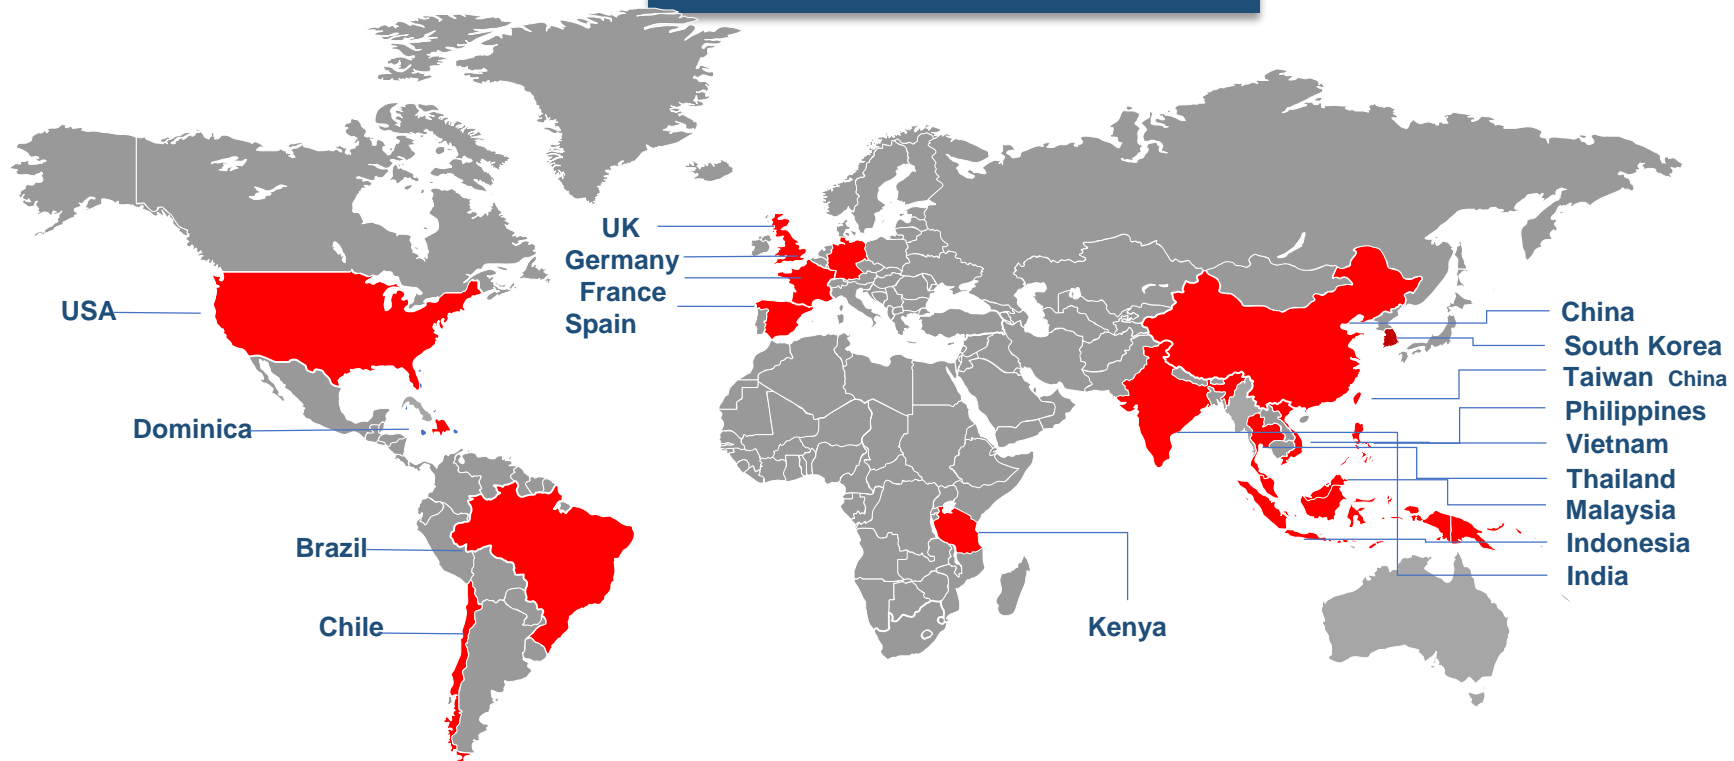 UK
Germany
France
Spain
USA
Dominica
Brazil
Chile
Kenya
China
South Korea
Taiwan China
Philippines
Vietnam
Thailand
Malaysia
Indonesia
India